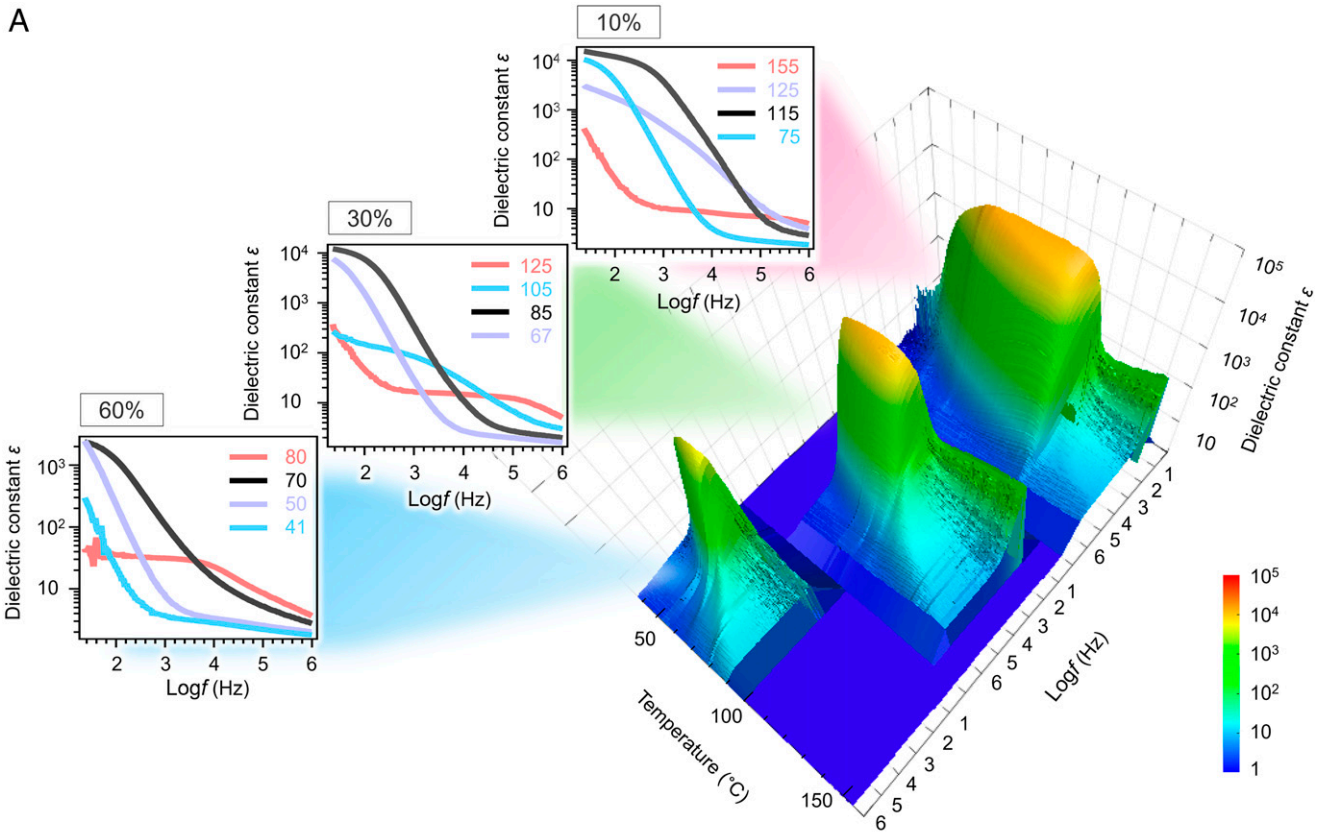 A
10%
Dielectric constant ε
10⁴
10³
10²
10
155
125
115
75
2 3 4 5 6
Logf (Hz)
30%
Dielectric constant ε
10⁴
10³
10²
10
125
105
85
67
2 3 4 5 6
Logf (Hz)
60%
Dielectric constant ε
10³
10²
10
80
70
50
41
2 3 4 5 6
Logf (Hz)
10⁵
10⁴
10³
10²
10
Dielectric constant ε
50
100
150
Temperature (°C)
6 5 4 3 2 1
6 5 4 3 2 1
6 5 4 3 2 1
Logf (Hz)
10⁵
10⁴
10³
10²
10
1